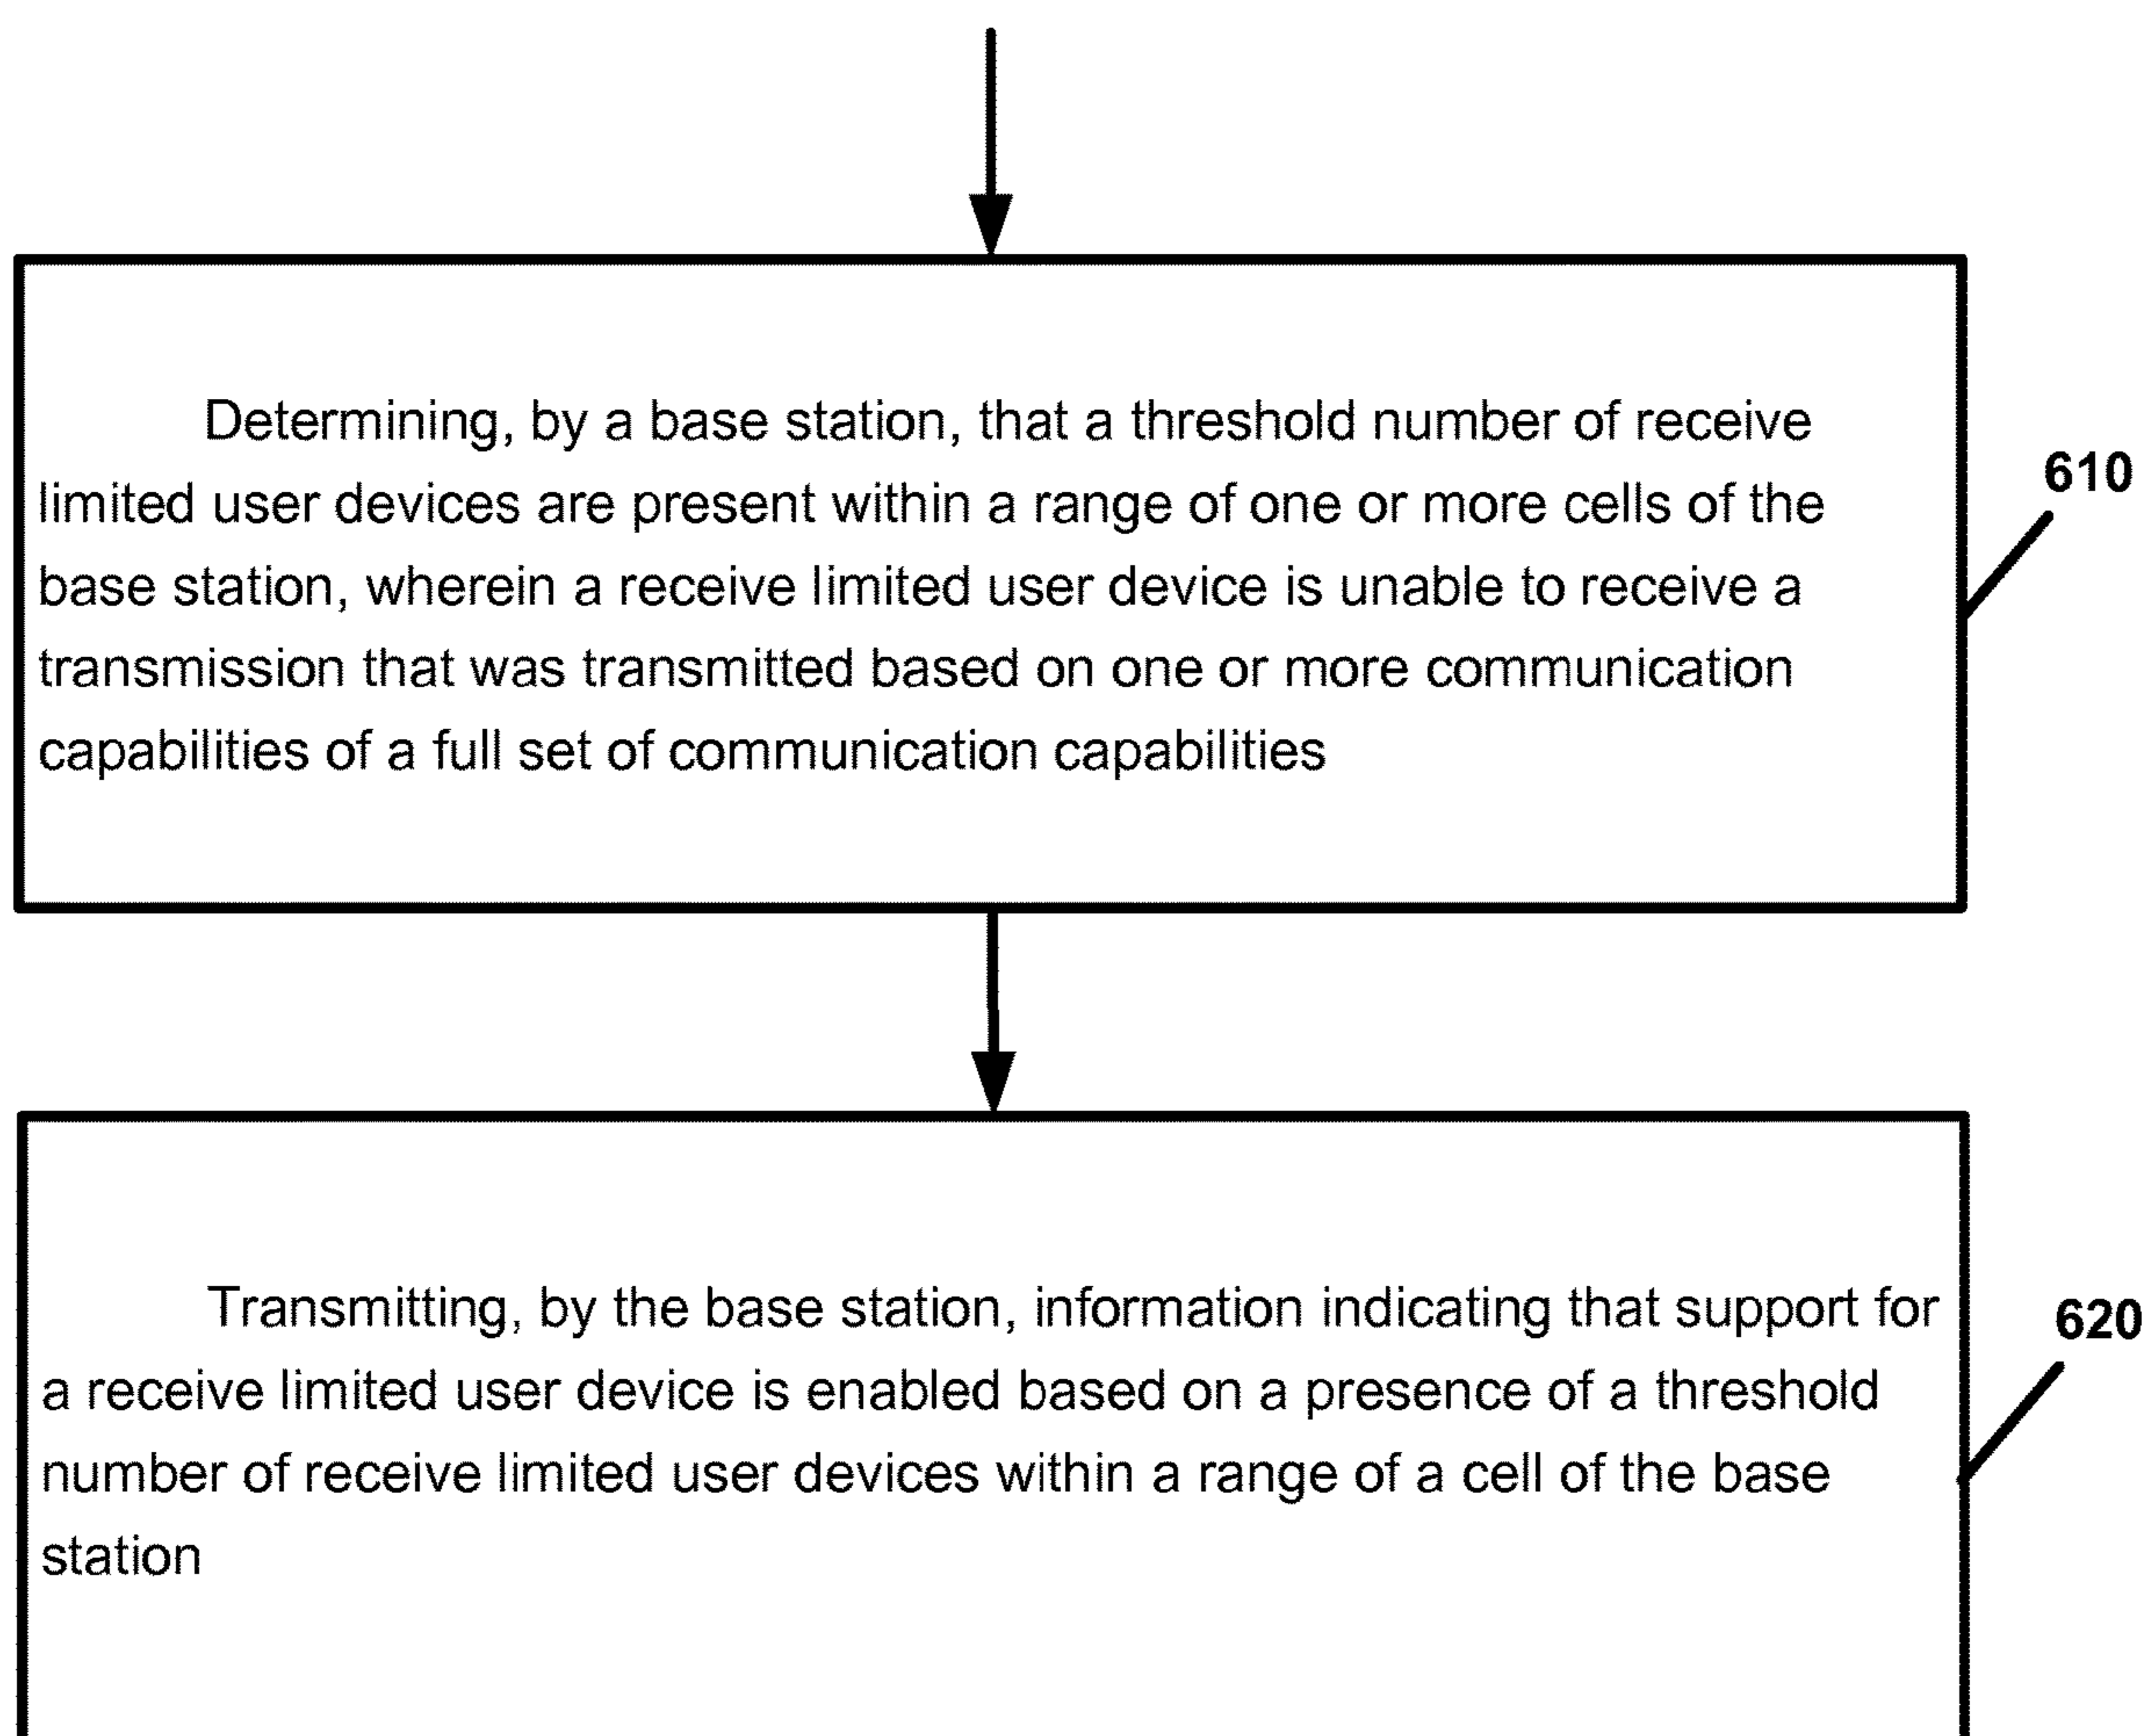 Determining, by a base station, that a threshold number of receive
limited user devices are present within a range of one or more cells of the
base station, wherein a receive limited user device is unable to receive a
transmission that was transmitted based on one or more communication
capabilities of a full set of communication capabilities
610
Transmitting, by the base station, information indicating that support for
a receive limited user device is enabled based on a presence of a threshold
number of receive limited user devices within a range of a cell of the base
station
620